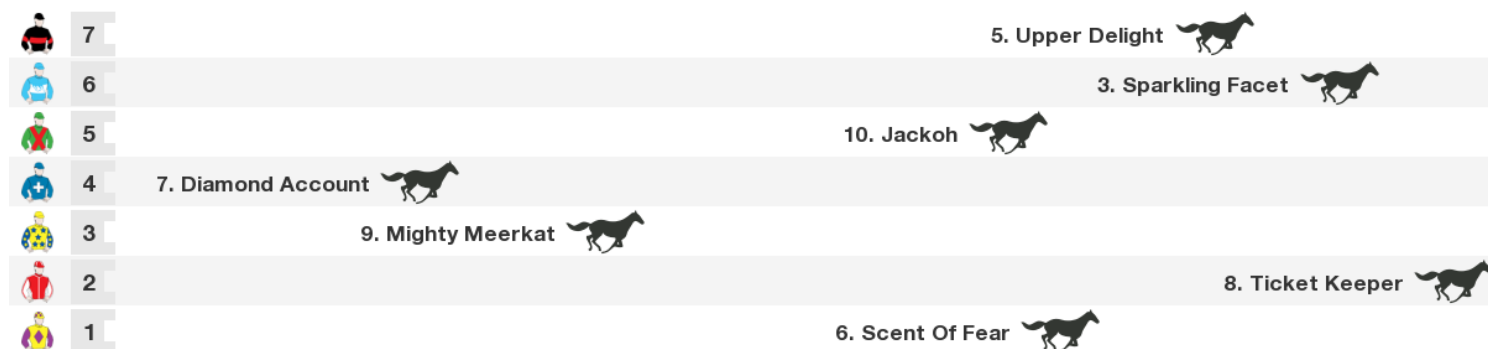 7 5. Upper Delight
6 3. Sparkling Facet
5 10. Jackoh
4 7. Diamond Account
3 9. Mighty Meerkat
2 8. Ticket Keeper
1 6. Scent Of Fear